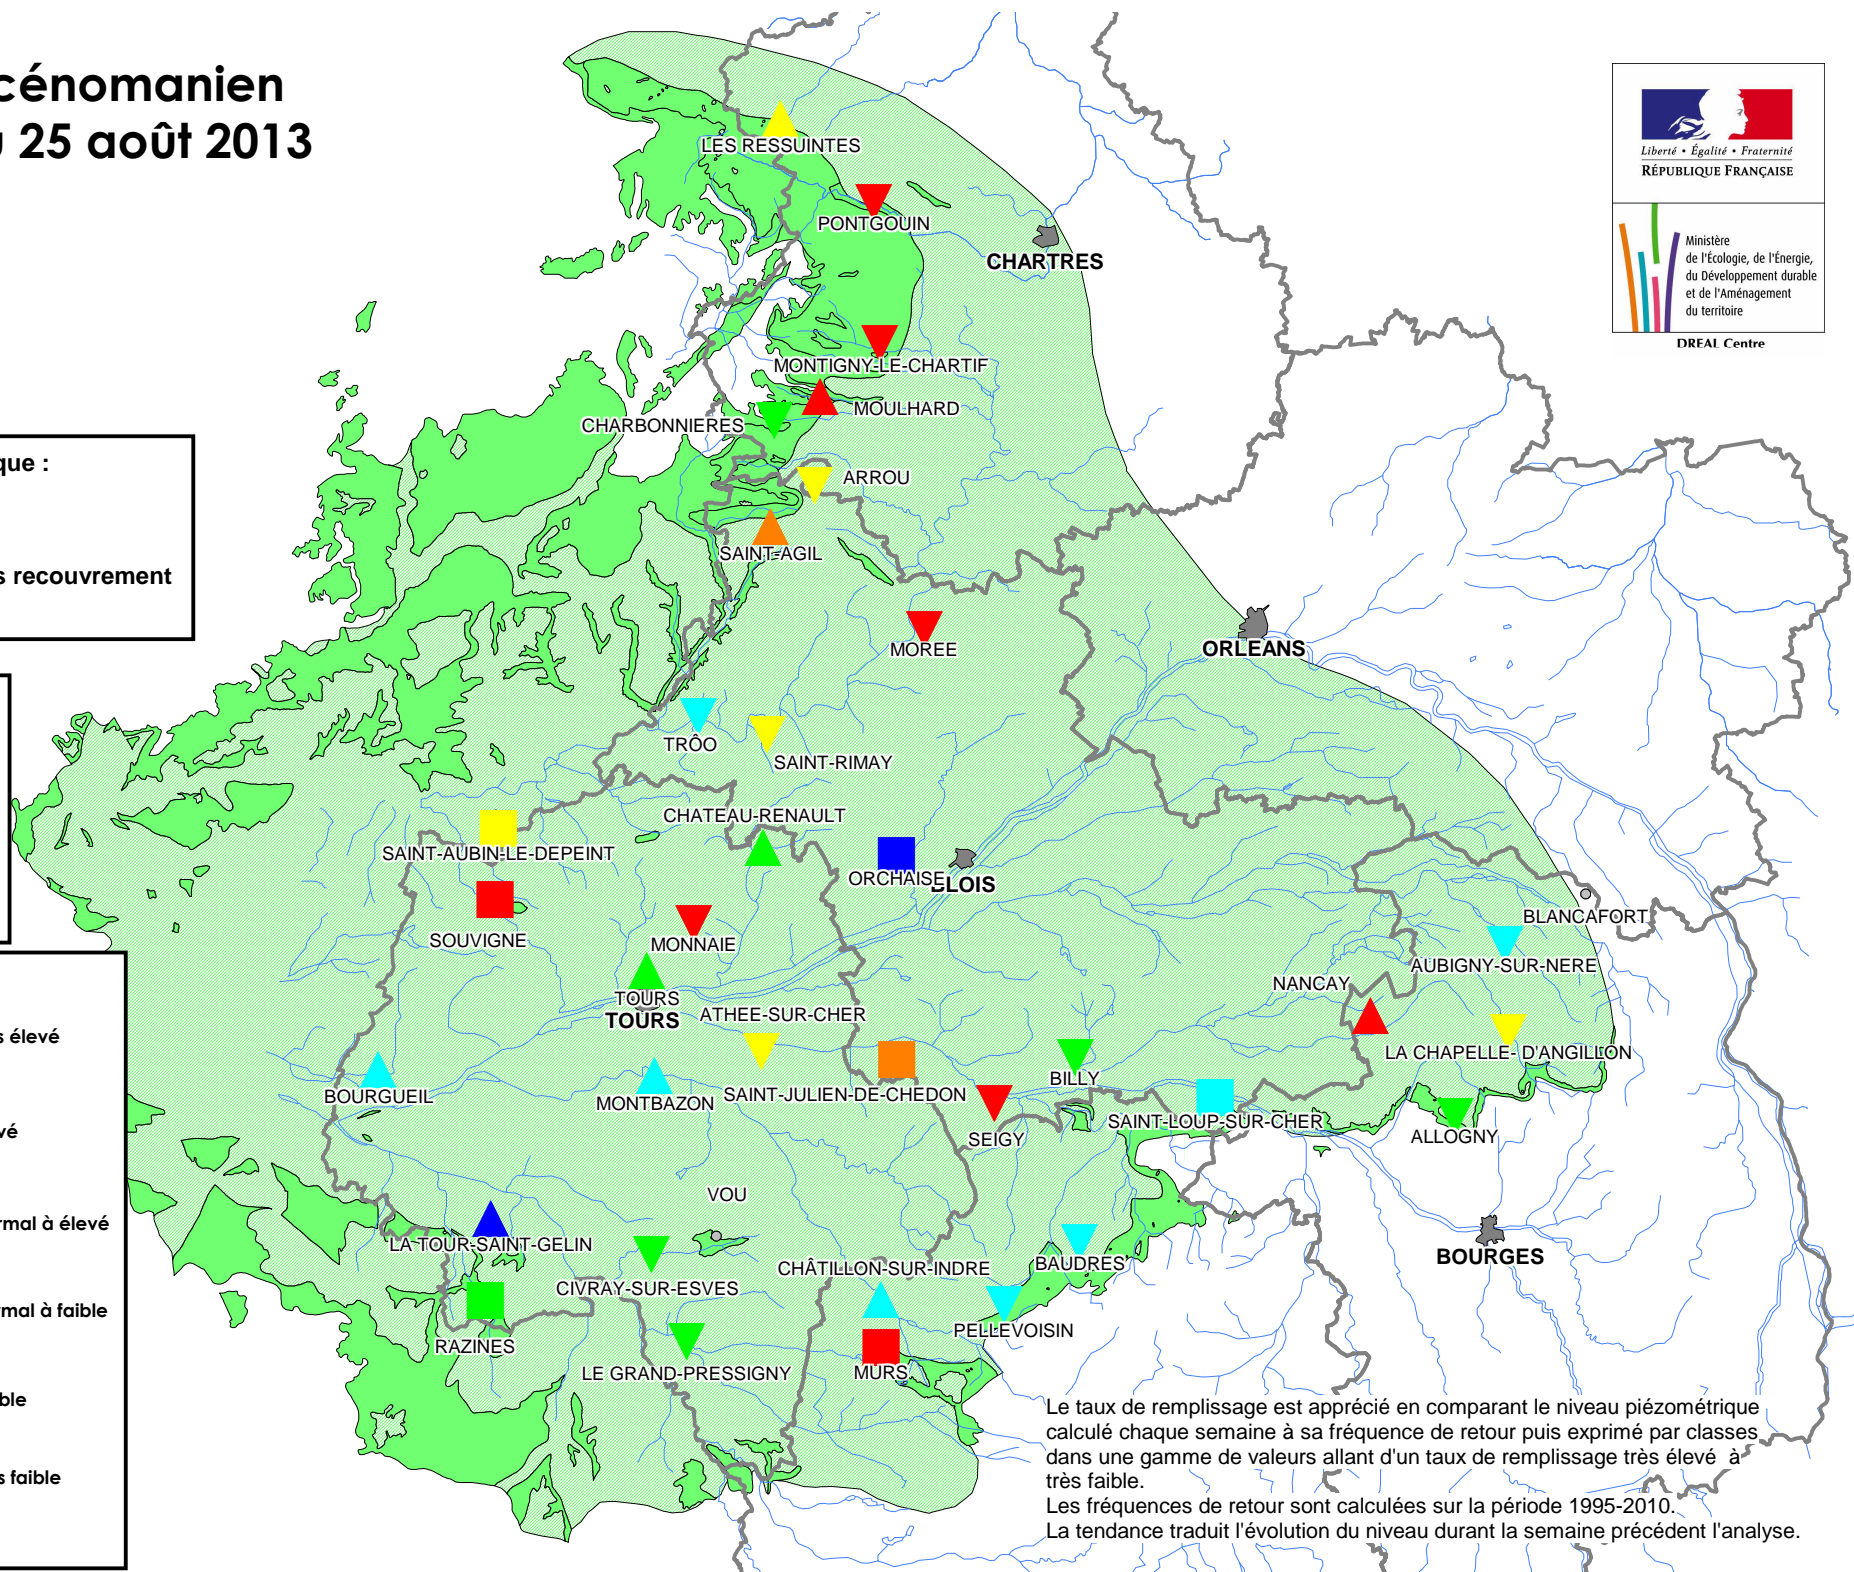 cénomanien
25 août 2013
Liberté • Égalité • Fraternité
RÉPUBLIQUE FRANÇAISE
Ministère
de l'Écologie, de l'Énergie,
du Développement durable
et de l'Aménagement
du territoire
DREAL Centre
LES RESSUINTES
PONTGOUIN
CHARTRES
MONTIGNY-LE-CHARTIF
MOULHARD
CHARBONNIERES
que :
ARROU
SAINT-AGIL
s recouvrement
MOREE
ORLEANS
TRÔO
SAINT-RIMAY
CHATEAU-RENAULT
SAINT-AUBIN-LE-DEPEINT
ORCHAISE
BLOIS
BLANCAFORT
SOUVIGNE
MONNAIE
AUBIGNY-SUR-NERE
NANCAY
TOURS
TOURS
ATHEE-SUR-CHER
s élevé
LA CHAPELLE- D'ANGILLON
BILLY
BOURGUEIL
MONTBAZON
SAINT-JULIEN-DE-CHEDON
SAINT-LOUP-SUR-CHER
vé
SEIGY
ALLOGNY
VOU
rmal à élevé
LA TOUR-SAINT-GELIN
BAUDRES
BOURGES
CHÂTILLON-SUR-INDRE
CIVRAY-SUR-ESVES
rmal à faible
PELLEVOISIN
RAZINES
LE GRAND-PRESSIGNY
MURS
ble
s faible
Le taux de remplissage est apprécié en comparant le niveau piézométrique
calculé chaque semaine à sa fréquence de retour puis exprimé par classes
dans une gamme de valeurs allant d'un taux de remplissage très élevé à
très faible.
Les fréquences de retour sont calculées sur la période 1995-2010.
La tendance traduit l'évolution du niveau durant la semaine précédent l'analyse.